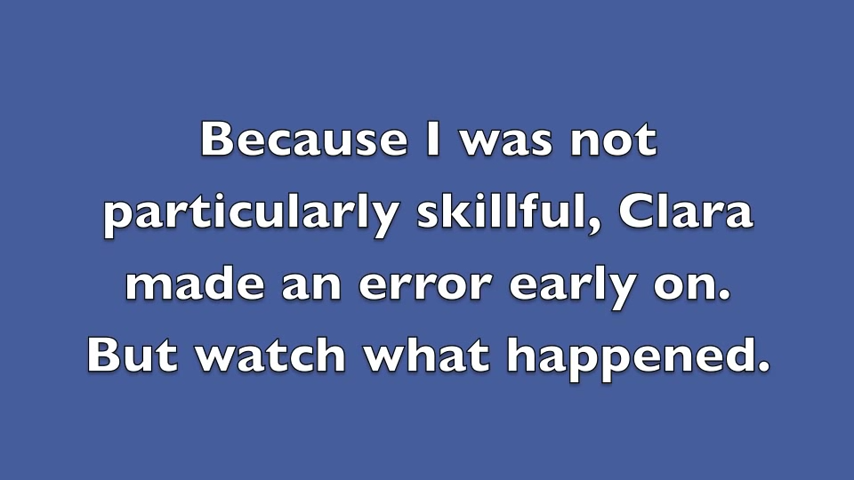 Because I was not
particularly skillful, Clara
made an error early on.
But watch what happened.